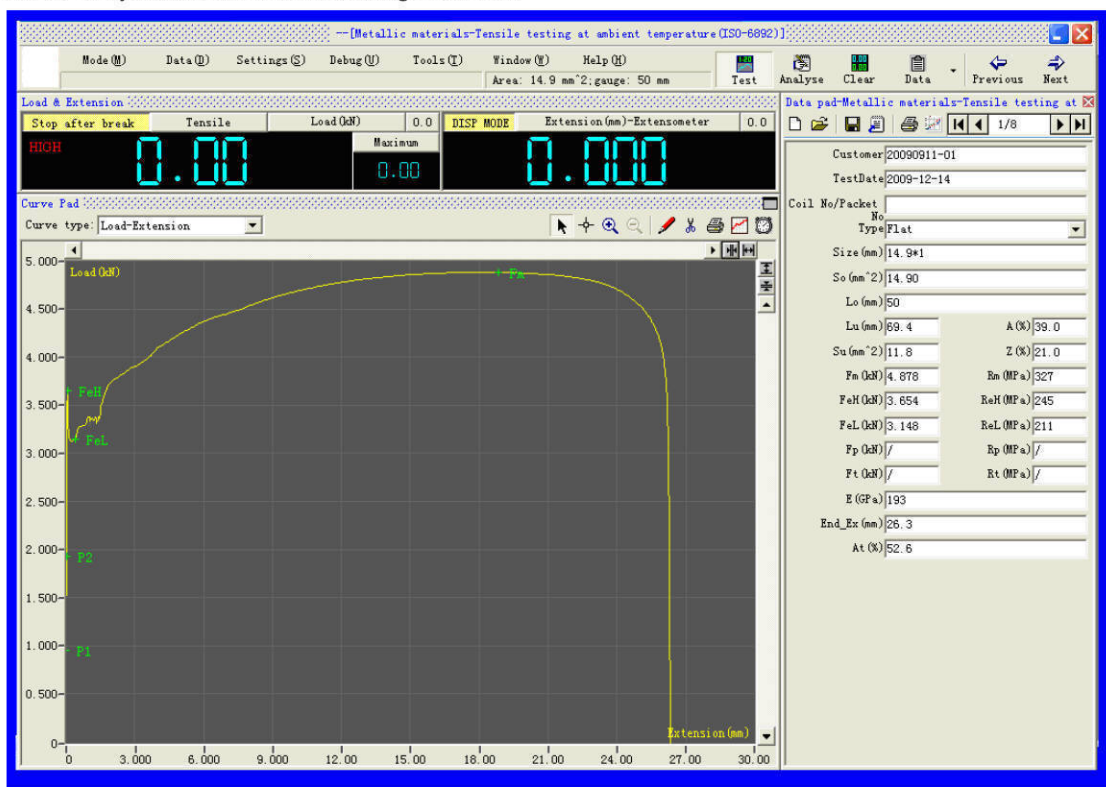 --[Metallic materials-Tensile testing at ambient temperature(ISO-6892)]
Mode(M) Data(D) Settings(S) Debug(U) Tools(T) Window(W) Help(H)
Area: 14.9 mm^2;gauge: 50 mm
Test Analyse Clear Data Previous Next
Load & Extension
Stop after break Tensile Load(kN) 0.0 DISP MODE Extension(mm)-Extensometer 0.0
HIGH 0.00 Maximum 0.00 0.000
Curve Pad
Curve type: Load-Extension
Load(kN)
5.000
4.500
4.000
3.500
3.000
2.500
2.000
1.500
1.000
0.500
0
Fm
FeH
FeL
P2
P1
Extension(mm)
0 3.000 6.000 9.000 12.00 15.00 18.00 21.00 24.00 27.00 30.00
Data pad-Metallic materials-Tensile testing at
1/8
Customer 20090911-01
TestDate 2009-12-14
Coil No/Packet No
Type Flat
Size(mm) 14.9*1
So(mm^2) 14.90
Lo(mm) 50
Lu(mm) 69.4 A(%) 39.0
Su(mm^2) 11.8 Z(%) 21.0
Fm(kN) 4.878 Rm(MPa) 327
FeH(kN) 3.654 ReH(MPa) 245
FeL(kN) 3.148 ReL(MPa) 211
Fp(kN) / Rp(MPa) /
Ft(kN) / Rt(MPa) /
E(GPa) 193
End_Ex(mm) 26.3
At(%) 52.6